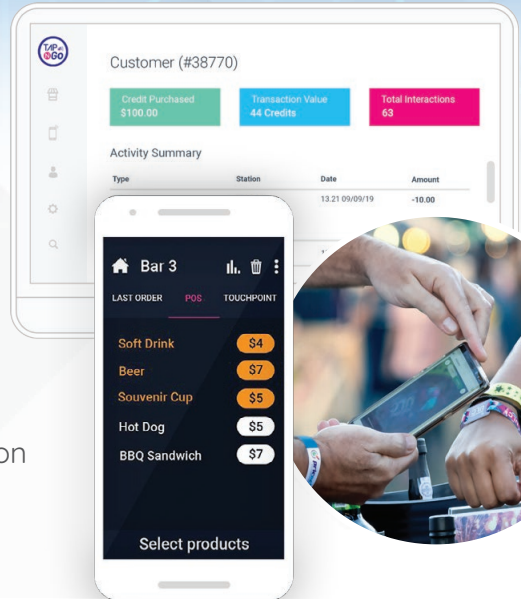 TAP N GO
Customer (#38770)
Credit Purchased
$100.00
Transaction Value
44 Credits
Total Interactions
63
Activity Summary
Type Station Date Amount
13.21 09/09/19 -10.00
Bar 3
LAST ORDER POS TOUCHPOINT
Soft Drink $4
Beer $7
Souvenir Cup $5
Hot Dog $5
BBQ Sandwich $7
Select products
on